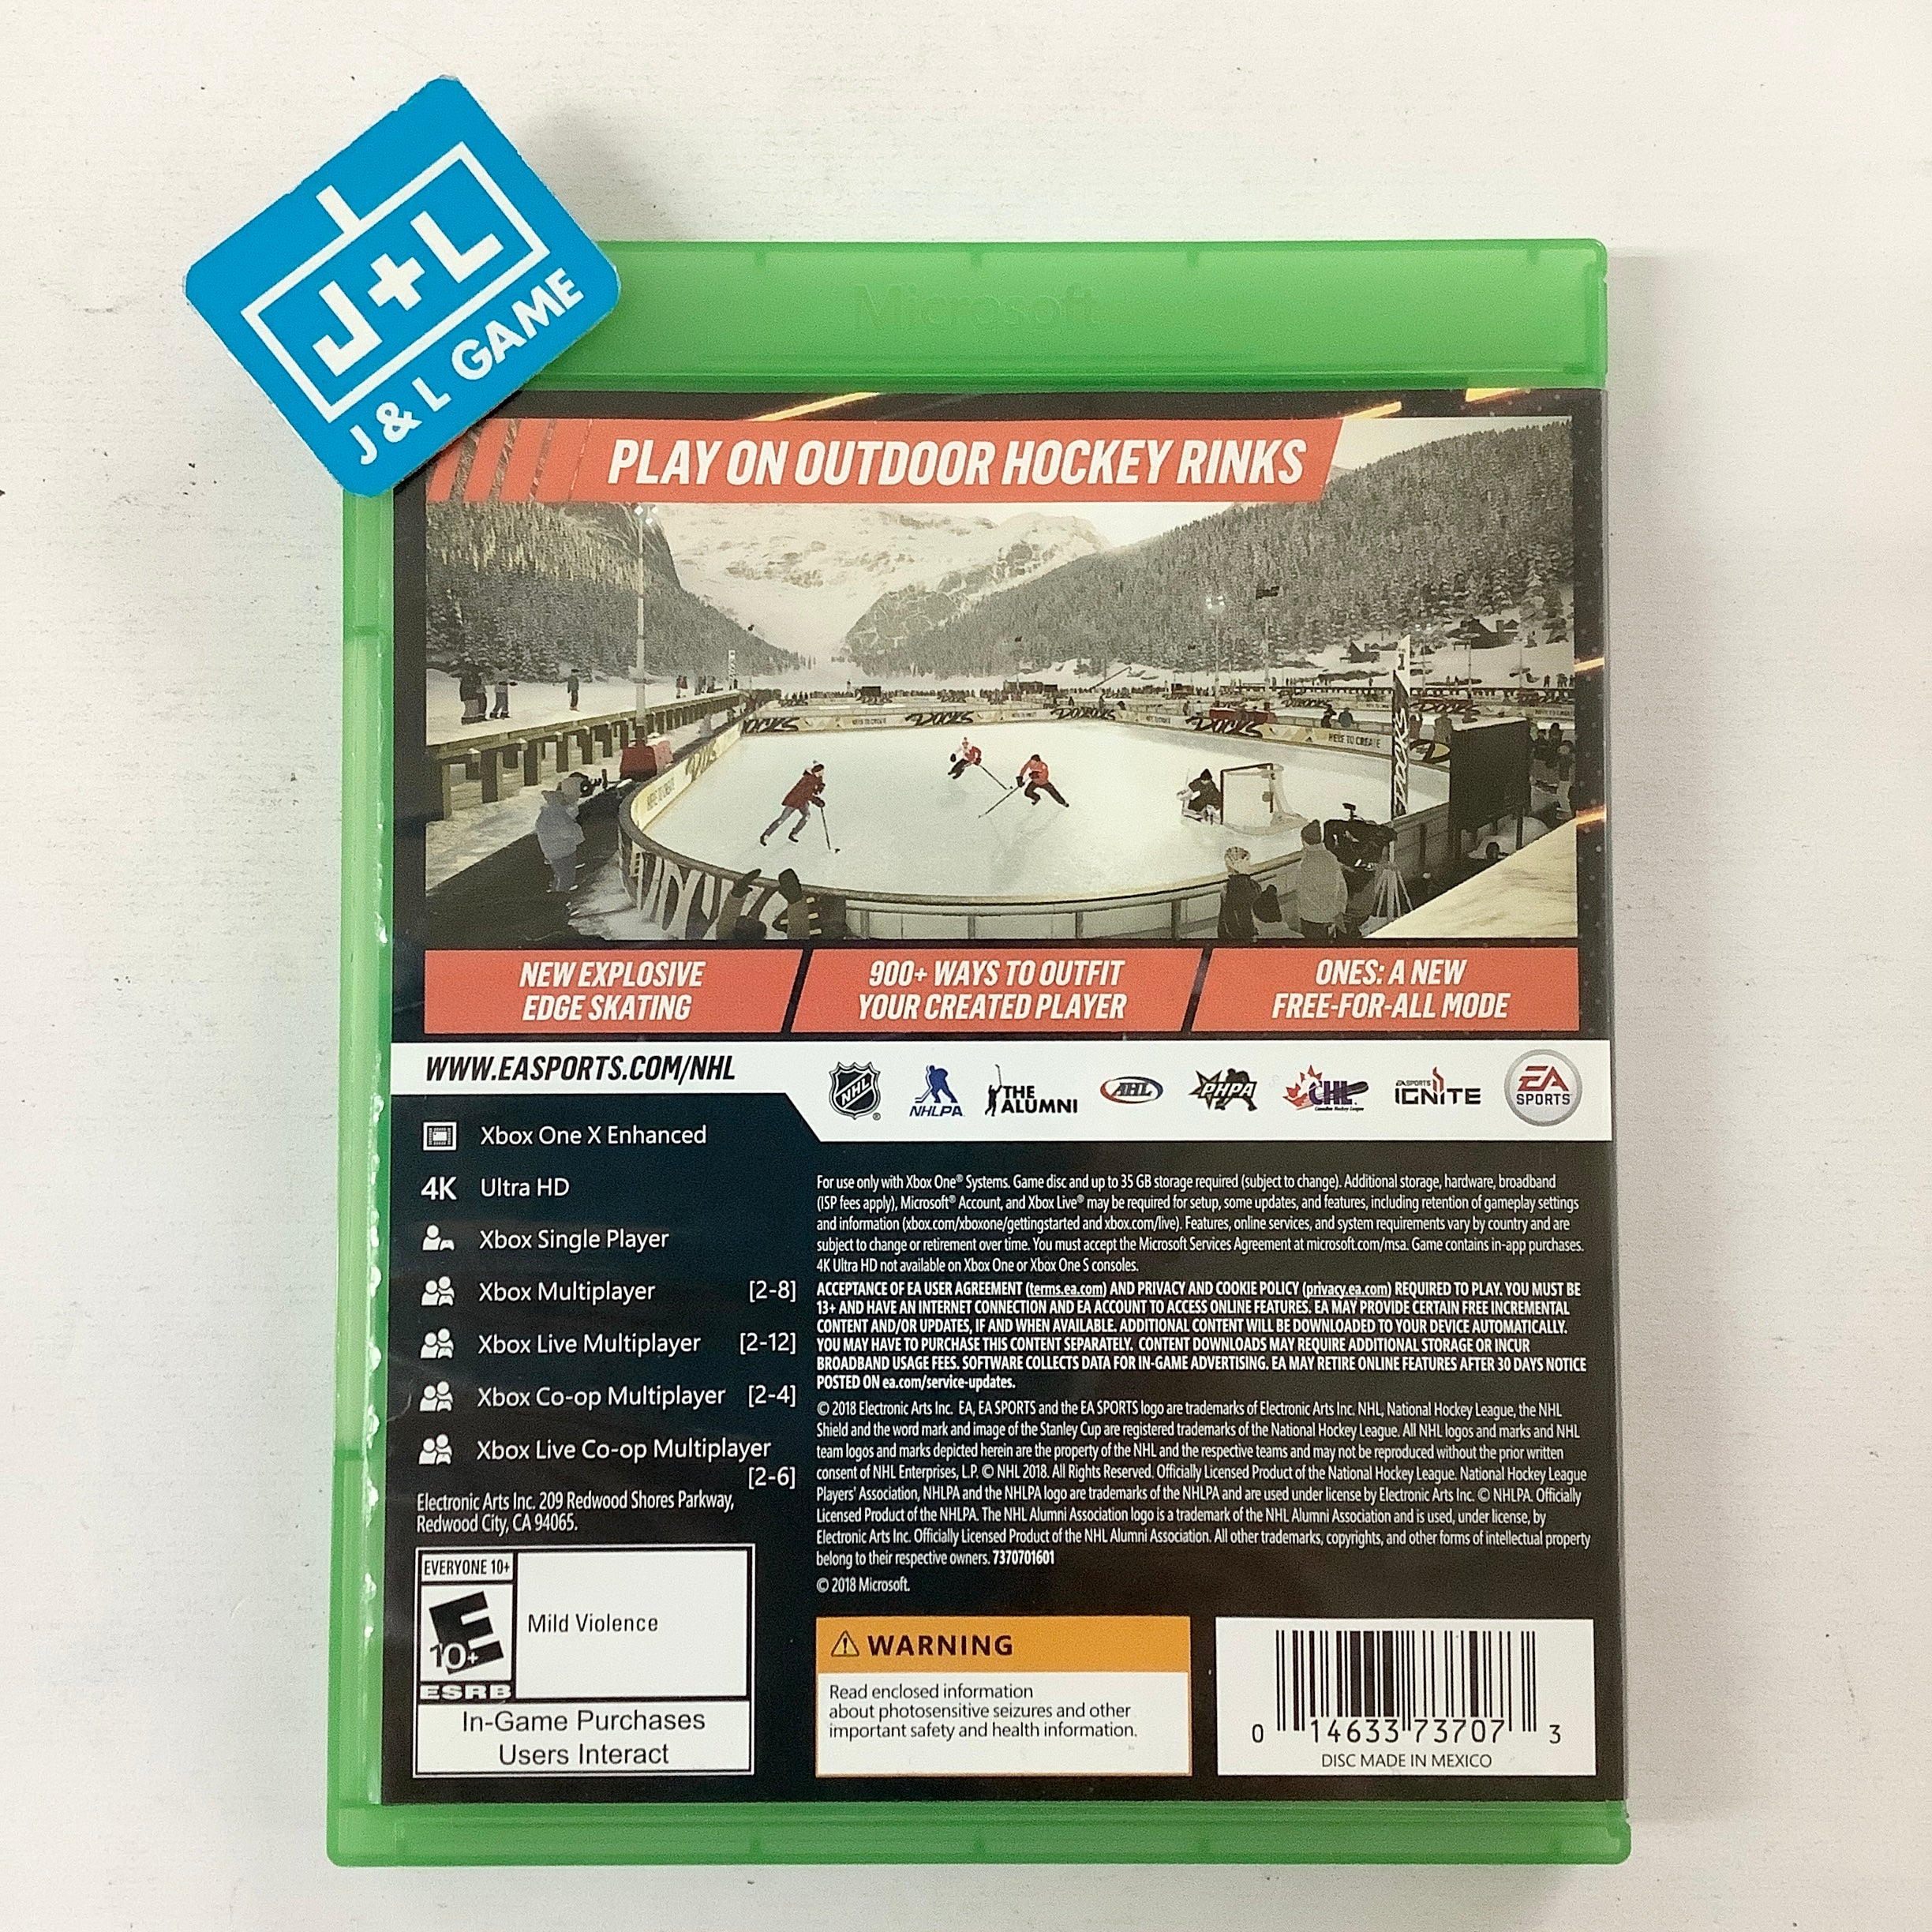 J+L
J & L GAME
Microsoft
PLAY ON OUTDOOR HOCKEY RINKS
DOCKS
DOCKS
HERE TO CREATE
NEW EXPLOSIVE
EDGE SKATING
900+ WAYS TO OUTFIT
YOUR CREATED PLAYER
ONES: A NEW
FREE-FOR-ALL MODE
WWW.EASPORTS.COM/NHL
NHL
NHLPA
THE
ALUMNI
AHL
PHPA
CHL
Canadian Hockey League
EA SPORTS
IGNITE
EA
SPORTS
Xbox One X Enhanced
4K Ultra HD
Xbox Single Player
Xbox Multiplayer [2-8]
Xbox Live Multiplayer [2-12]
Xbox Co-op Multiplayer [2-4]
Xbox Live Co-op Multiplayer
[2-6]
Electronic Arts Inc. 209 Redwood Shores Parkway,
Redwood City, CA 94065.
EVERYONE 10+
E
10+
ESRB
Mild Violence
In-Game Purchases
Users Interact
For use only with Xbox One® Systems. Game disc and up to 35 GB storage required (subject to change). Additional storage, hardware, broadband
(ISP fees apply), Microsoft® Account, and Xbox Live® may be required for setup, some updates, and features, including retention of gameplay settings
and information (xbox.com/xboxone/gettingstarted and xbox.com/live). Features, online services, and system requirements vary by country and are
subject to change or retirement over time. You must accept the Microsoft Services Agreement at microsoft.com/msa. Game contains in-app purchases.
4K Ultra HD not available on Xbox One or Xbox One S consoles.
ACCEPTANCE OF EA USER AGREEMENT (terms.ea.com) AND PRIVACY AND COOKIE POLICY (privacy.ea.com) REQUIRED TO PLAY. YOU MUST BE
13+ AND HAVE AN INTERNET CONNECTION AND EA ACCOUNT TO ACCESS ONLINE FEATURES. EA MAY PROVIDE CERTAIN FREE INCREMENTAL
CONTENT AND/OR UPDATES, IF AND WHEN AVAILABLE. ADDITIONAL CONTENT WILL BE DOWNLOADED TO YOUR DEVICE AUTOMATICALLY.
YOU MAY HAVE TO PURCHASE THIS CONTENT SEPARATELY. CONTENT DOWNLOADS MAY REQUIRE ADDITIONAL STORAGE OR INCUR
BROADBAND USAGE FEES. SOFTWARE COLLECTS DATA FOR IN-GAME ADVERTISING. EA MAY RETIRE ONLINE FEATURES AFTER 30 DAYS NOTICE
POSTED ON ea.com/service-updates.
© 2018 Electronic Arts Inc. EA, EA SPORTS and the EA SPORTS logo are trademarks of Electronic Arts Inc. NHL, National Hockey League, the NHL
Shield and the word mark and image of the Stanley Cup are registered trademarks of the National Hockey League. All NHL logos and marks and NHL
team logos and marks depicted herein are the property of the NHL and the respective teams and may not be reproduced without the prior written
consent of NHL Enterprises, L.P. © NHL 2018. All Rights Reserved. Officially Licensed Product of the National Hockey League. National Hockey League
Players' Association, NHLPA and the NHLPA logo are trademarks of the NHLPA and are used under license by Electronic Arts Inc. © NHLPA. Officially
Licensed Product of the NHLPA. The NHL Alumni Association logo is a trademark of the NHL Alumni Association and is used, under license, by
Electronic Arts Inc. Officially Licensed Product of the NHL Alumni Association. All other trademarks, copyrights, and other forms of intellectual property
belong to their respective owners. 7370701601
© 2018 Microsoft.
WARNING
Read enclosed information
about photosensitive seizures and other
important safety and health information.
0 14633 73707 3
DISC MADE IN MEXICO